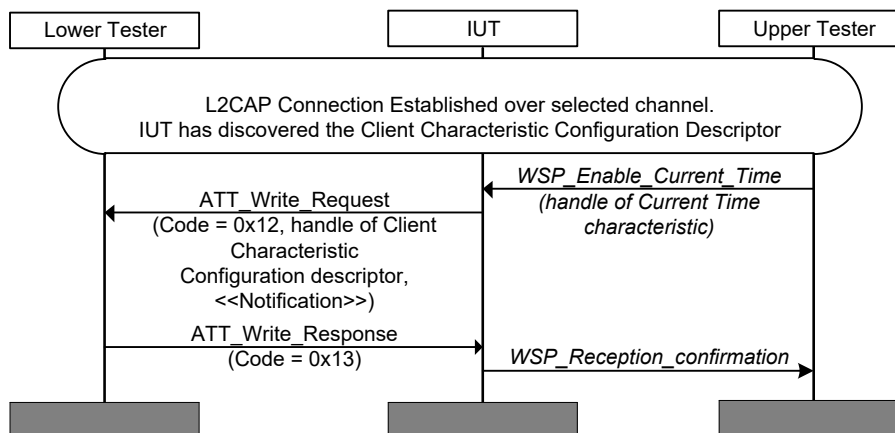 Lower Tester
IUT
Upper Tester
L2CAP Connection Established over selected channel.
IUT has discovered the Client Characteristic Configuration Descriptor
WSP_Enable_Current_Time
(handle of Current Time
characteristic)
ATT_Write_Request
(Code = 0x12, handle of Client
Characteristic
Configuration descriptor,
<<Notification>>)
ATT_Write_Response
(Code = 0x13)
WSP_Reception_confirmation